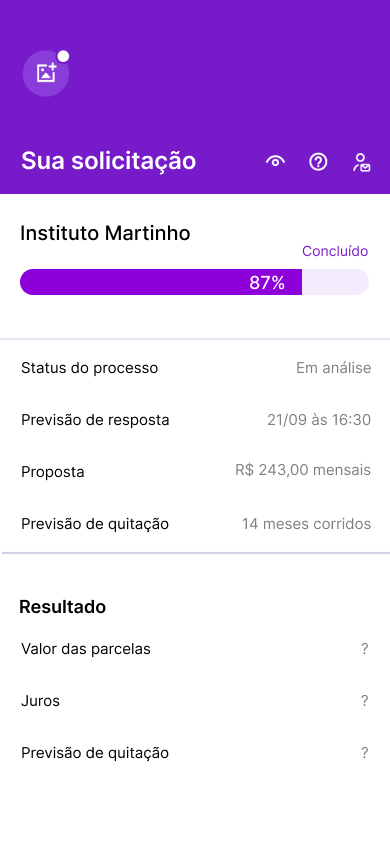 Sua solicitação
Instituto Martinho
Concluído
87%
Status do processo
Em análise
Previsão de resposta
21/09 às 16:30
Proposta
R$ 243,00 mensais
Previsão de quitação
14 meses corridos
Resultado
Valor das parcelas
?
Juros
?
Previsão de quitação
?